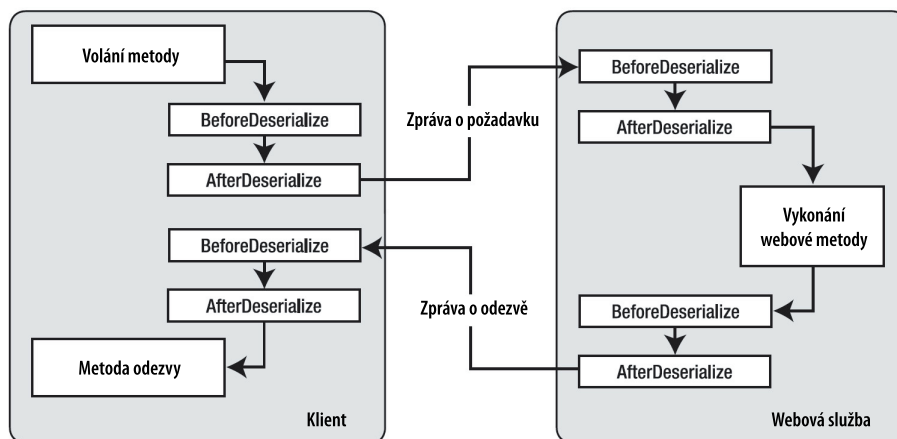 Volání metody
BeforeDeserialize
AfterDeserialize
BeforeDeserialize
AfterDeserialize
Metoda odezvy
Klient
Zpráva o požadavku
Zpráva o odezvě
BeforeDeserialize
AfterDeserialize
Vykonání
webové metody
BeforeDeserialize
AfterDeserialize
Webová služba